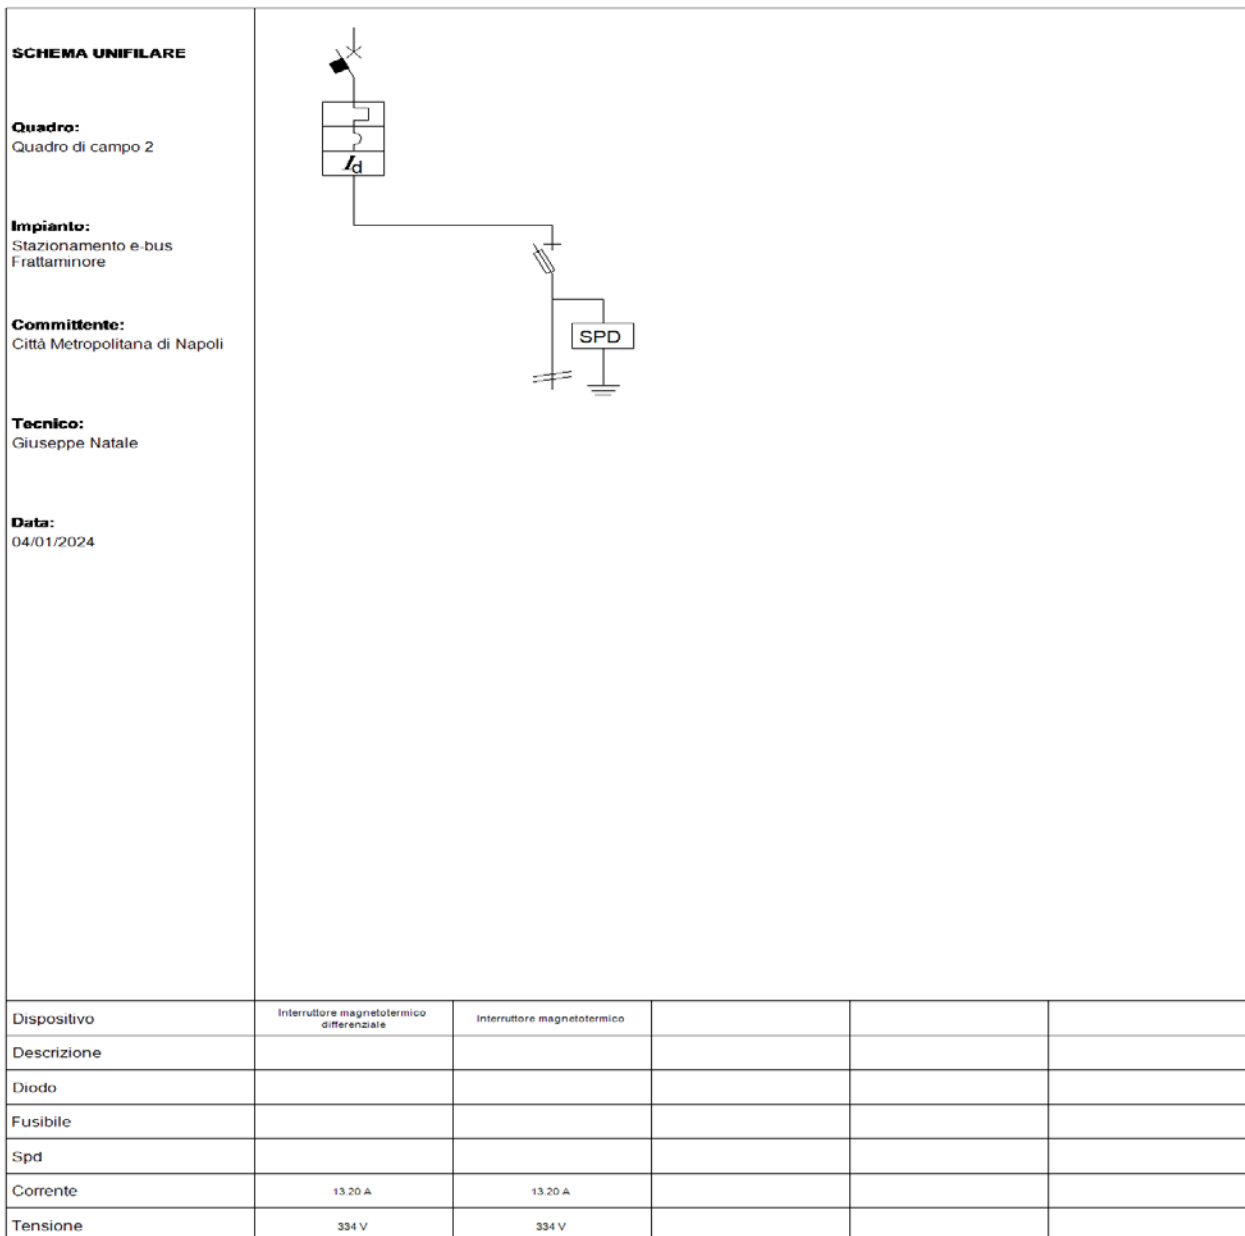 SCHEMA UNIFILARE
Quadro:
Quadro di campo 2
Impianto:
Stazionamento e-bus
Frattaminore
Committente:
Città Metropolitana di Napoli
Tecnico:
Giuseppe Natale
Data:
04/01/2024
Id
SPD
Dispositivo
Interruttore magnetotermico
differenziale
Interruttore magnetotermico
Descrizione
Diodo
Fusibile
Spd
Corrente 13.20 A 13.20 A
Tensione 334 V 334 V